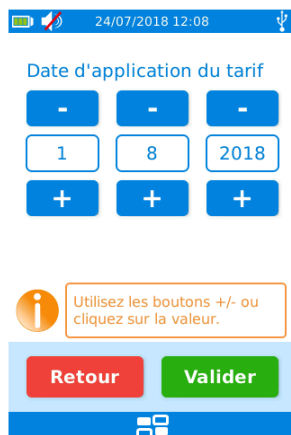 24/07/2018 12:08
Date d'application du tarif
- - -
1 8 2018
+ + +
Utilisez les boutons +/- ou
cliquez sur la valeur.
Retour Valider